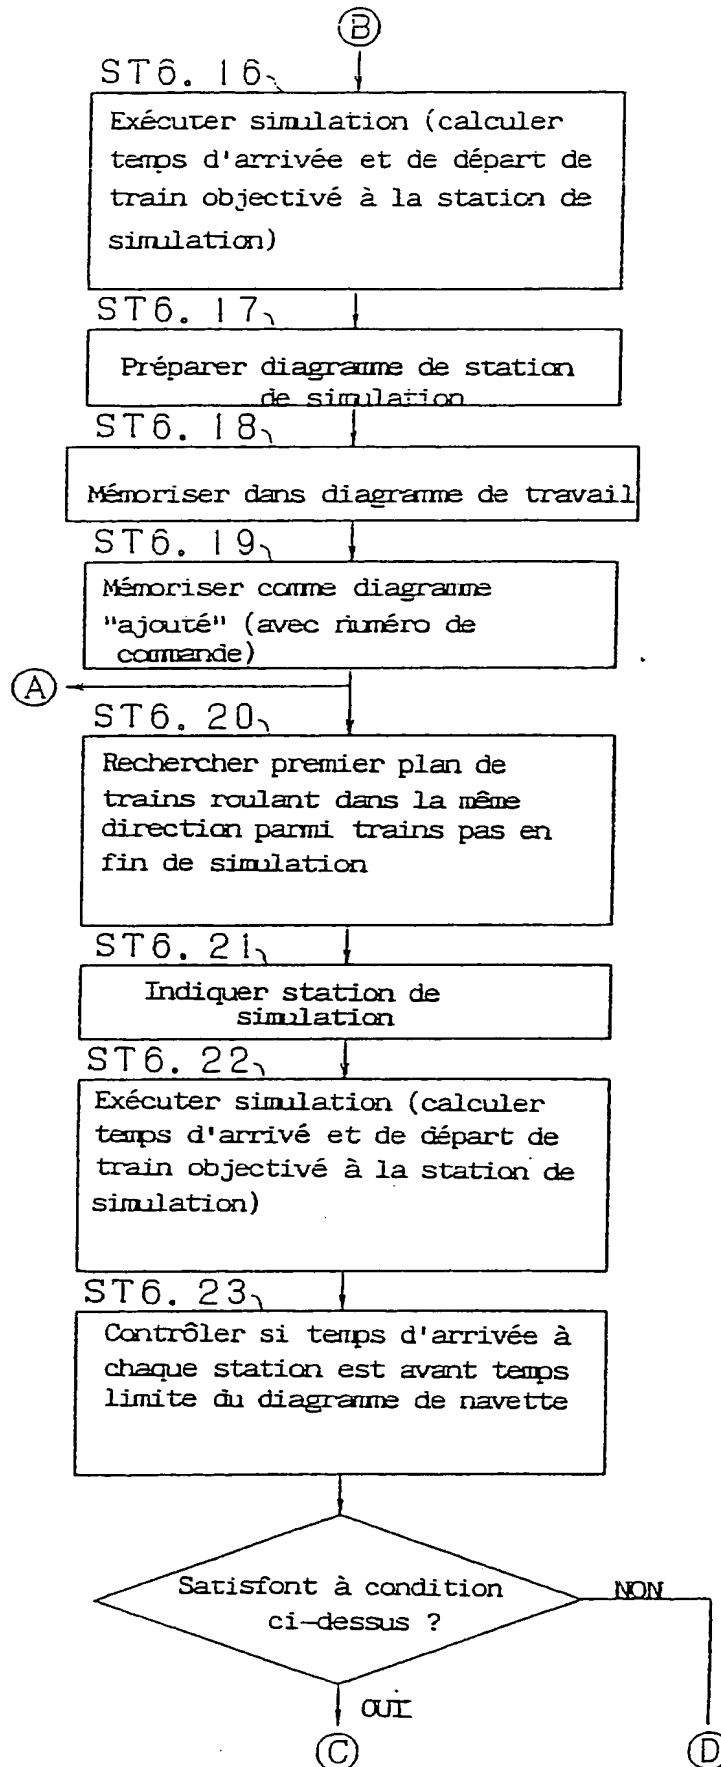 B
ST6. 16
Exécuter simulation (calculer
temps d'arrivée et de départ de
train objectivé à la station de
simulation)
ST6. 17
Préparer diagramme de station
de simulation
ST6. 18
Mémoriser dans diagramme de travail
ST6. 19
Mémoriser comme diagramme
"ajouté" (avec numéro de
commande)
A
ST6. 20
Rechercher premier plan de
trains roulant dans la même
direction parmi trains pas en
fin de simulation
ST6. 21
Indiquer station de
simulation
ST6. 22
Exécuter simulation (calculer
temps d'arrivé et de départ de
train objectivé à la station de
simulation)
ST6. 23
Contrôler si temps d'arrivée à
chaque station est avant temps
limite du diagramme de navette
Satisfont à condition
ci-dessus ?
NON
OUI
C
D